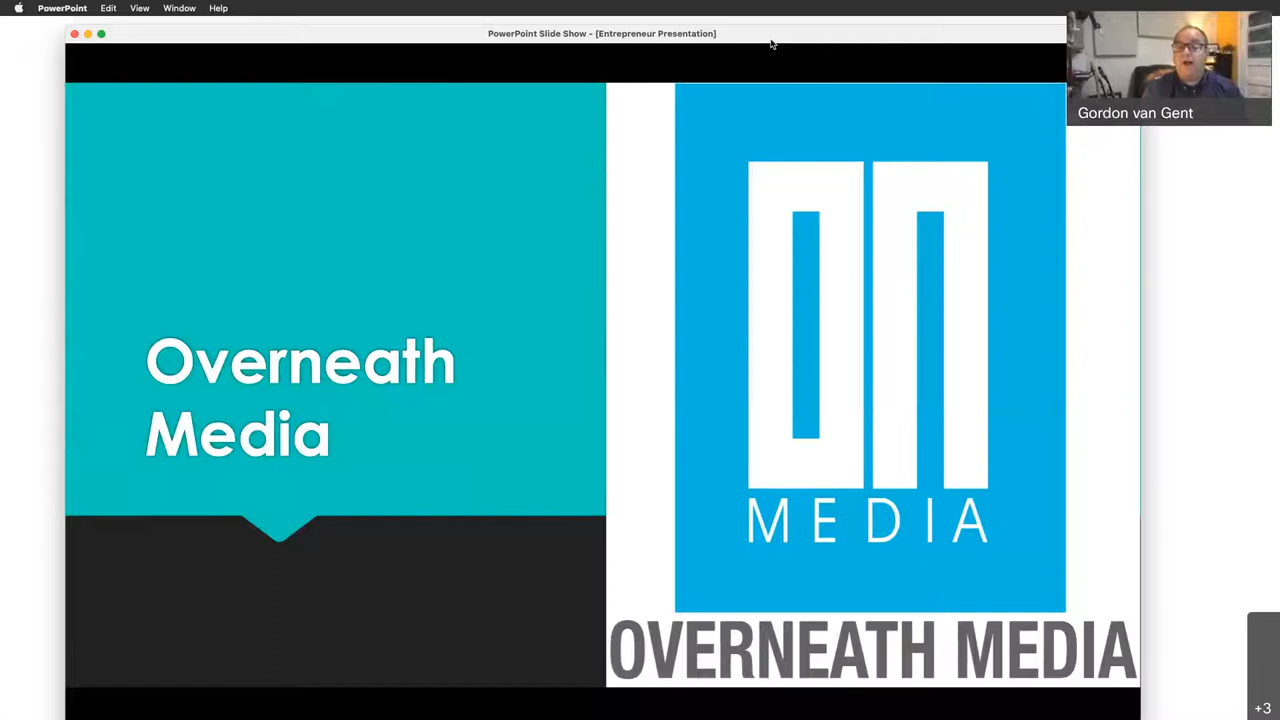 PowerPoint Edit View Window Help
PowerPoint Slide Show - [Entrepreneur Presentation]
Gordon van Gent
Overneath
Media
on
MEDIA
OVERNEATH MEDIA
+3